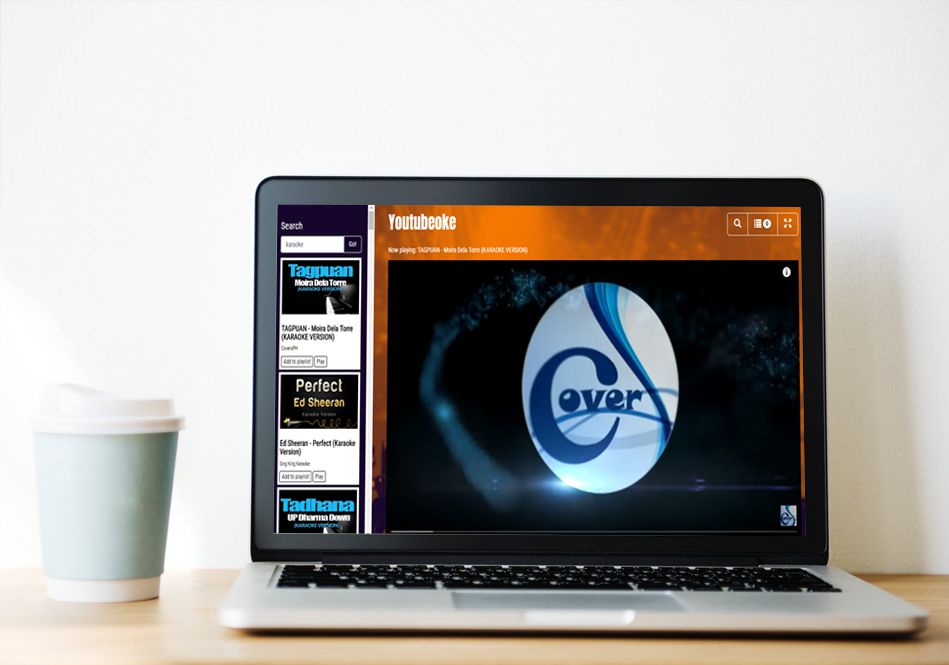 Search
karaoke
Go!
Tagpuan
Moira Dela Torre
(KARAOKE VERSION)
TAGPUAN - Moira Dela Torre
(KARAOKE VERSION)
CoversPH
Add to playlist
Play
Perfect
Ed Sheeran
Karaoke Version
Ed Sheeran - Perfect (Karaoke
Version)
Sing King Karaoke
Add to playlist
Play
Tadhana
UP Dharma Down
(KARAOKE VERSION)
Youtubeoke
0
Now playing: TAGPUAN - Moira Dela Torre (KARAOKE VERSION)
Cover
Cover